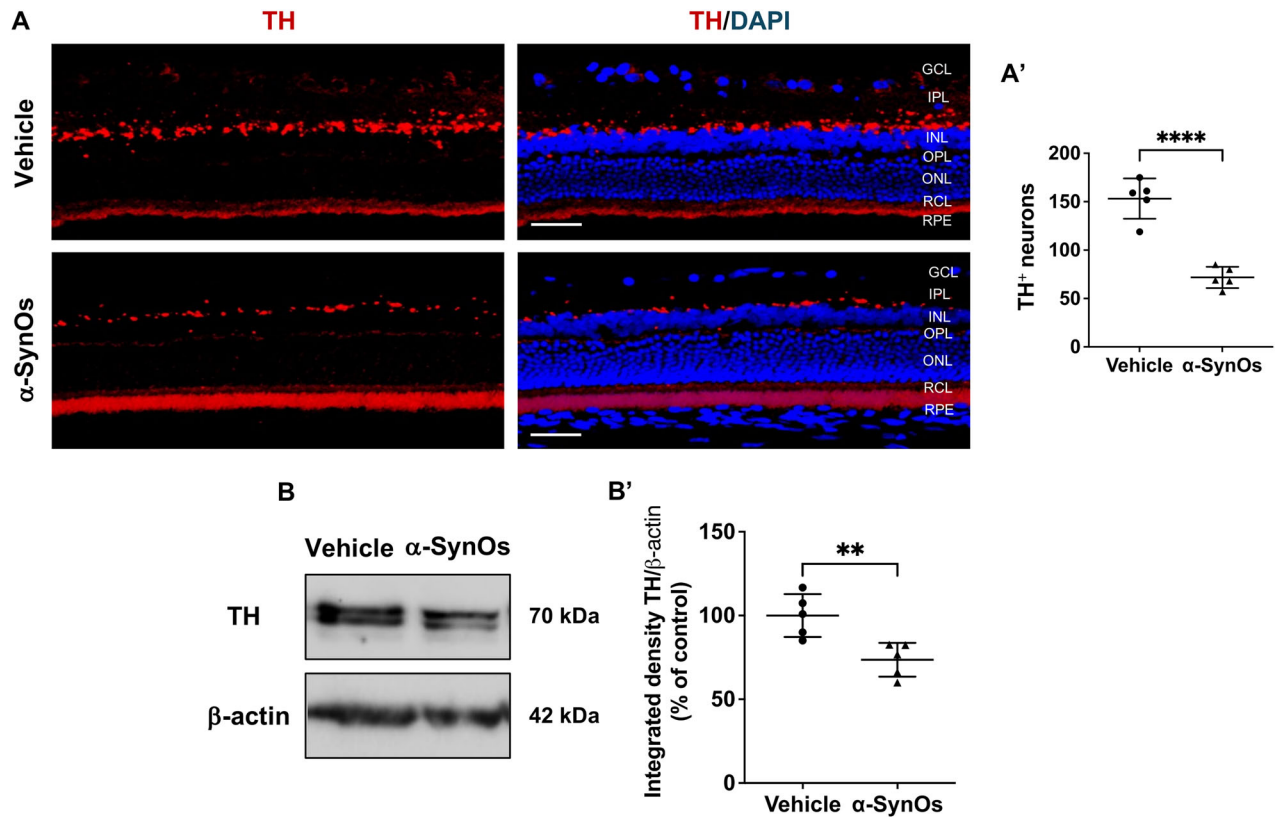 A
TH
TH/DAPI
Vehicle
GCL
IPL
INL
OPL
ONL
RCL
RPE
α-SynOs
GCL
IPL
INL
OPL
ONL
RCL
RPE
A’
TH⁺ neurons
200
150
100
50
0
****
Vehicle α-SynOs
B
Vehicle α-SynOs
TH
70 kDa
β-actin
42 kDa
B’
Integrated density TH/β-actin
(% of control)
150
100
50
0
**
Vehicle α-SynOs